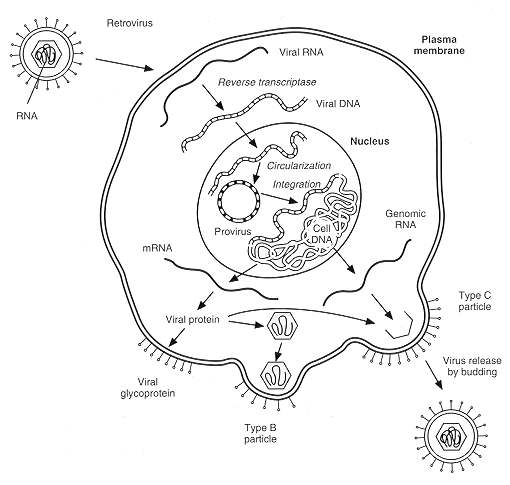 Retrovirus
RNA
Plasma
membrane
Viral RNA
Reverse transcriptase
Viral DNA
Nucleus
Circularization
Integration
Provirus
Cell
DNA
Genomic
RNA
mRNA
Viral protein
Type C
particle
Viral
glycoprotein
Type B
particle
Virus release
by budding